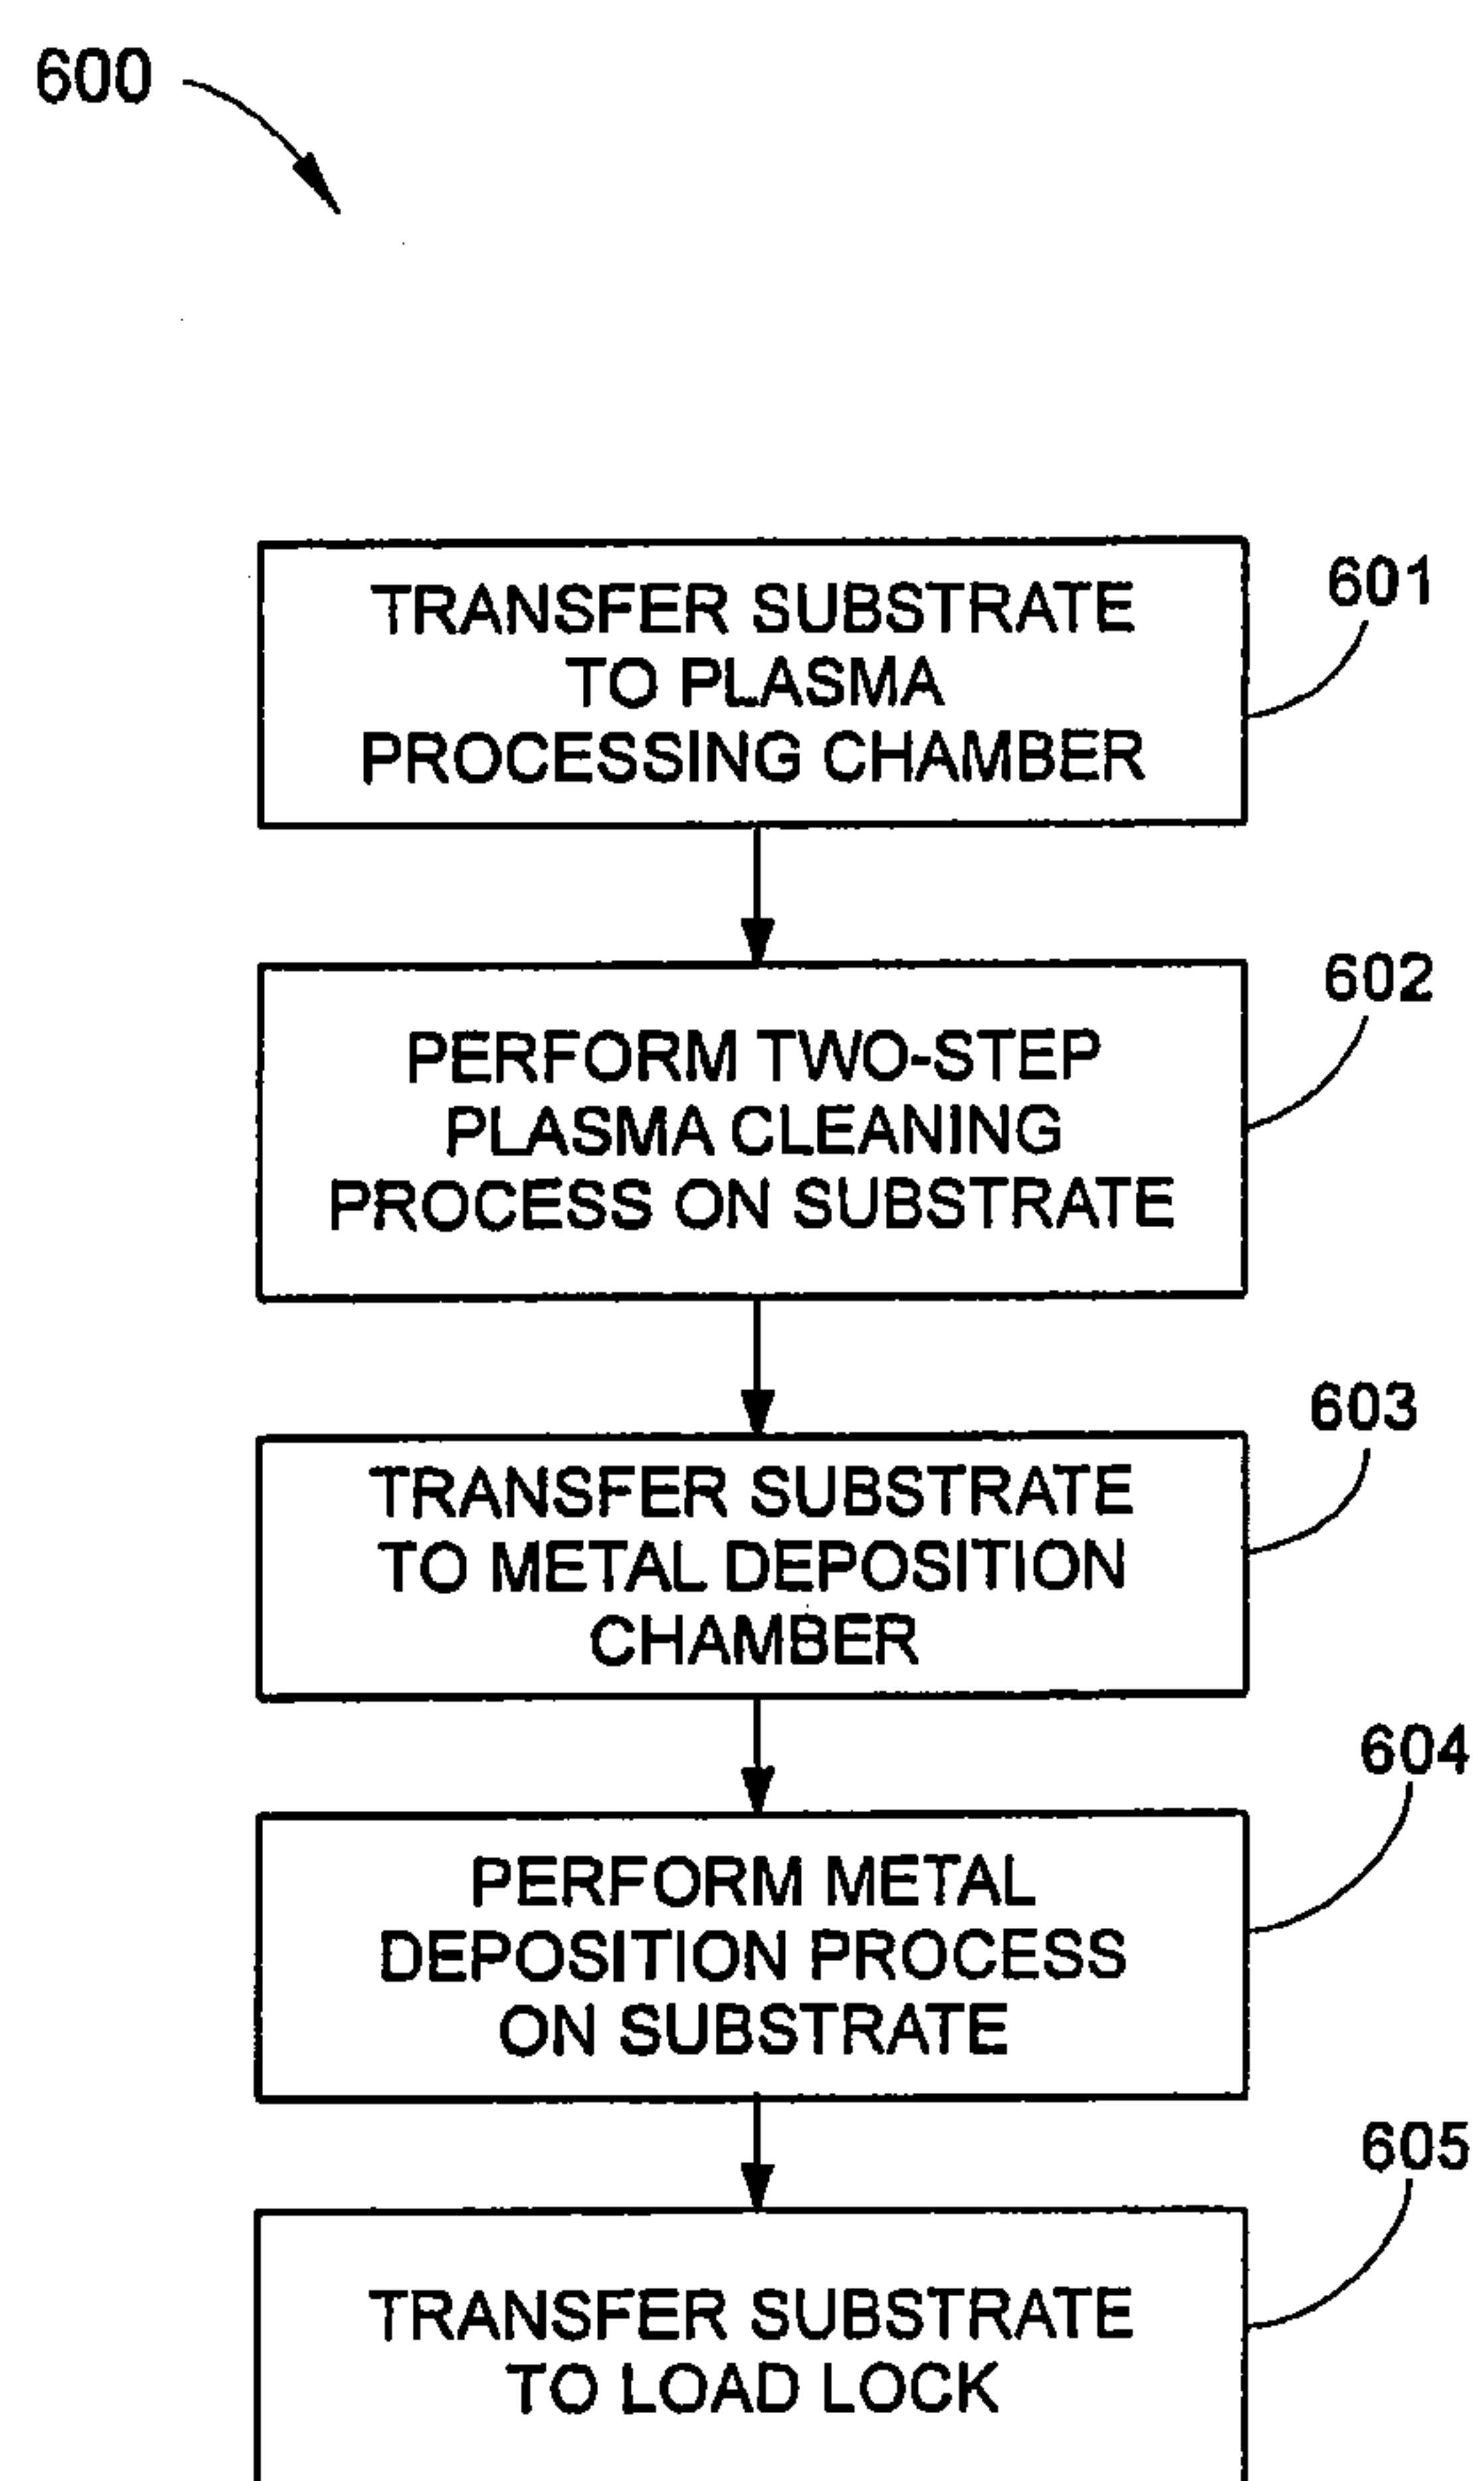 600
TRANSFER SUBSTRATE
TO PLASMA
PROCESSING CHAMBER
601
PERFORM TWO-STEP
PLASMA CLEANING
PROCESS ON SUBSTRATE
602
TRANSFER SUBSTRATE
TO METAL DEPOSITION
CHAMBER
603
PERFORM METAL
DEPOSITION PROCESS
ON SUBSTRATE
604
TRANSFER SUBSTRATE
TO LOAD LOCK
605